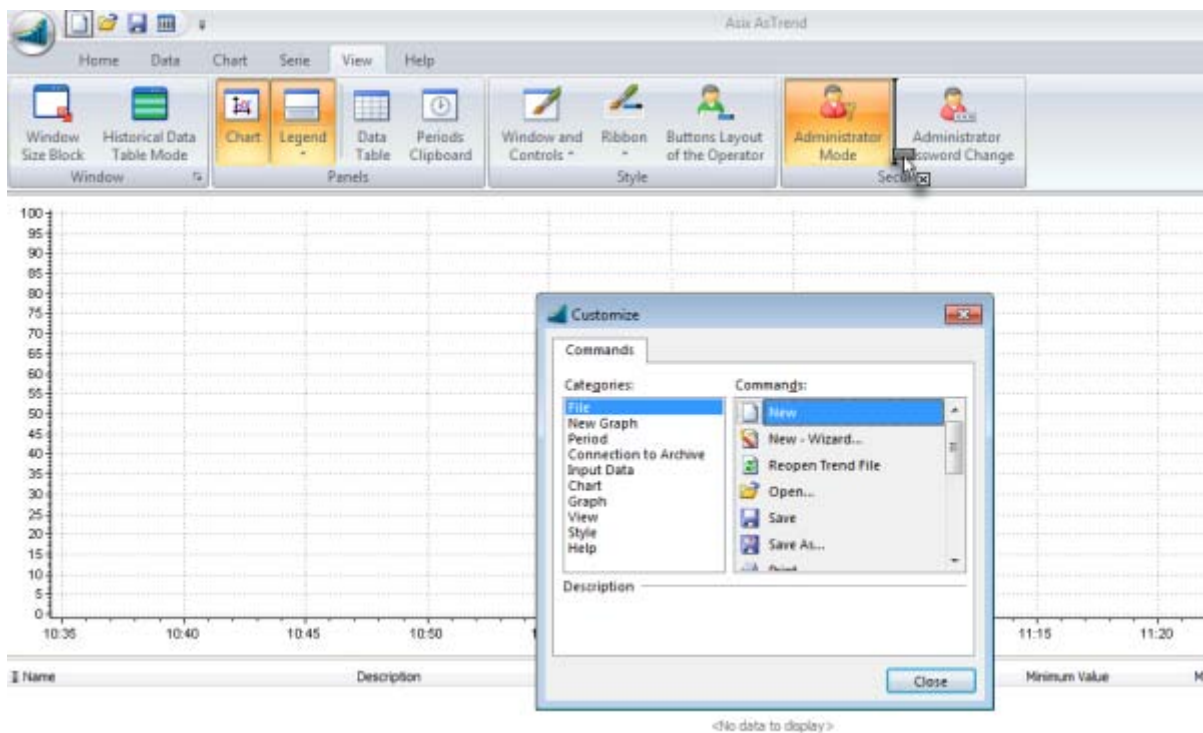 Asix AsTrend
Home Data Chart Serie View Help
Window Historical Data Chart Legend Data Periods Window and Ribbon Buttons Layout Administrator Administrator
Size Block Table Mode Table Clipboard Controls of the Operator Mode Change
Window Panels Style
100
95
90
85
80
75
70
65
60
55
50
45
40
35
30
25
20
15
10
5
0
10:35 10:40 10:45 10:50 11:15 11:20
Customize
Commands
Categories: Commands:
File
New Graph
Period
Connection to Archive
Input Data
Chart
Graph
View
Style
Help
New
New - Wizard...
Reopen Trend File
Open...
Save
Save As...
Description
Close
Name Description Minimum Value
<No data to display>